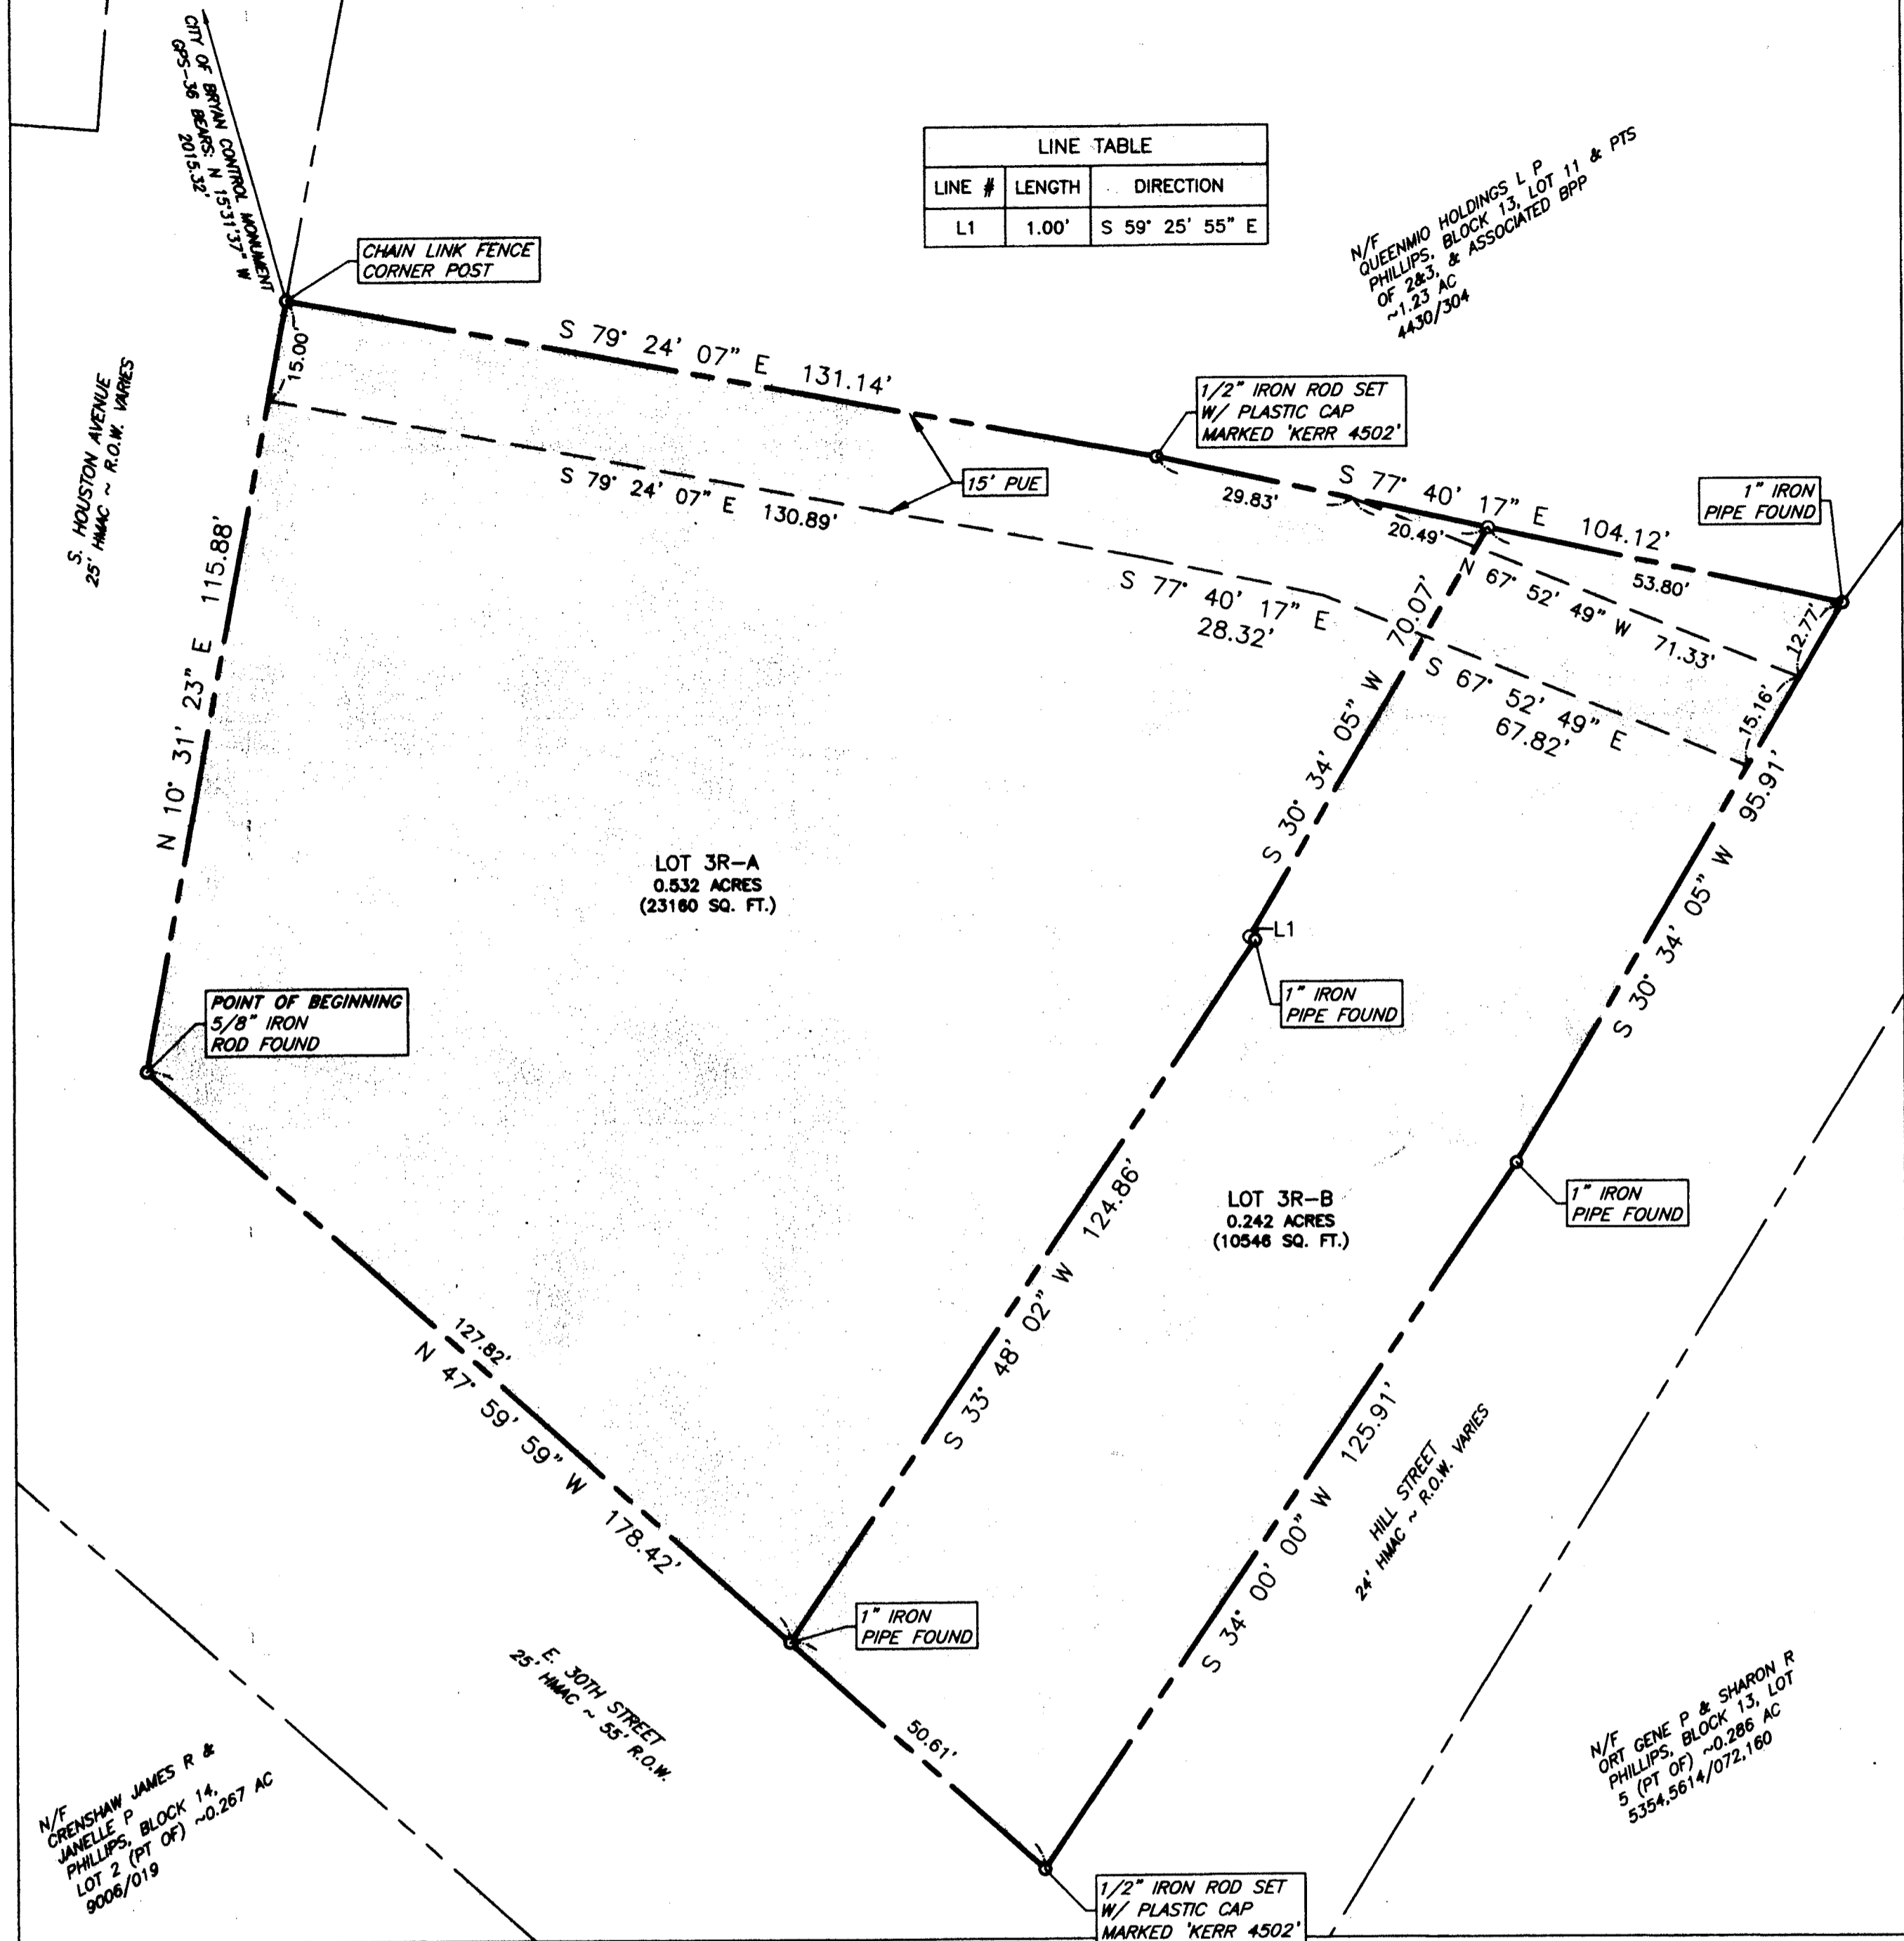 CITY OF BRYAN CONTROL MONUMENT
GPS-36 BEARS: N 15°31'37" W
2015.32'
LINE TABLE
LINE # LENGTH DIRECTION
L1 1.00' S 59° 25' 55" E
N/F
QUEENMIO HOLDINGS L P
PHILLIPS, BLOCK 13, LOT 11 & PTS
OF 2&3, & ASSOCIATED BPP
~1.23 AC
4430/304
CHAIN LINK FENCE
CORNER POST
15.00'
S 79° 24' 07" E 131.14'
S. HOUSTON AVENUE
25' HMAC ~ R.O.W. VARIES
1/2" IRON ROD SET
W/ PLASTIC CAP
MARKED 'KERR 4502'
15' PUE
S 79° 24' 07" E 130.89'
29.83'
S 77° 40' 17" E 104.12'
1" IRON
PIPE FOUND
20.49'
53.80'
N 67° 52' 49" W 71.33'
12.77'
S 77° 40' 17" E
28.32'
S 67° 52' 49" E
67.82'
15.16'
N 10° 31' 23" E 115.88'
S 30° 34' 05" W 70.07'
S 30° 34' 05" W 95.91'
LOT 3R-A
0.532 ACRES
(23160 SQ. FT.)
L1
1" IRON
PIPE FOUND
POINT OF BEGINNING
5/8" IRON
ROD FOUND
1" IRON
PIPE FOUND
LOT 3R-B
0.242 ACRES
(10546 SQ. FT.)
S 33° 48' 02" W 124.86'
127.82'
N 47° 59' 59" W 178.42'
S 34° 00' 00" W 125.91'
HILL STREET
24' HMAC ~ R.O.W. VARIES
1" IRON
PIPE FOUND
E. 30TH STREET
25' HMAC ~ 55' R.O.W.
50.61'
N/F
CRENSHAW JAMES R &
JANELLE P
PHILLIPS, BLOCK 14,
LOT 2 (PT OF) ~0.267 AC
9006/019
N/F
ORT GENE P & SHARON R
PHILLIPS, BLOCK 13, LOT
5 (PT OF) ~0.286 AC
5354,5614/072,160
1/2" IRON ROD SET
W/ PLASTIC CAP
MARKED 'KERR 4502'